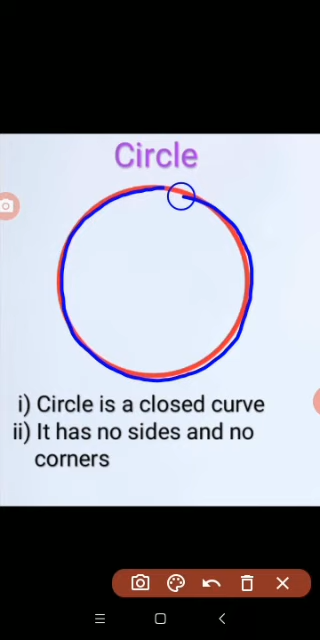 Circle
i) Circle is a closed curve
ii) It has no sides and no
corners